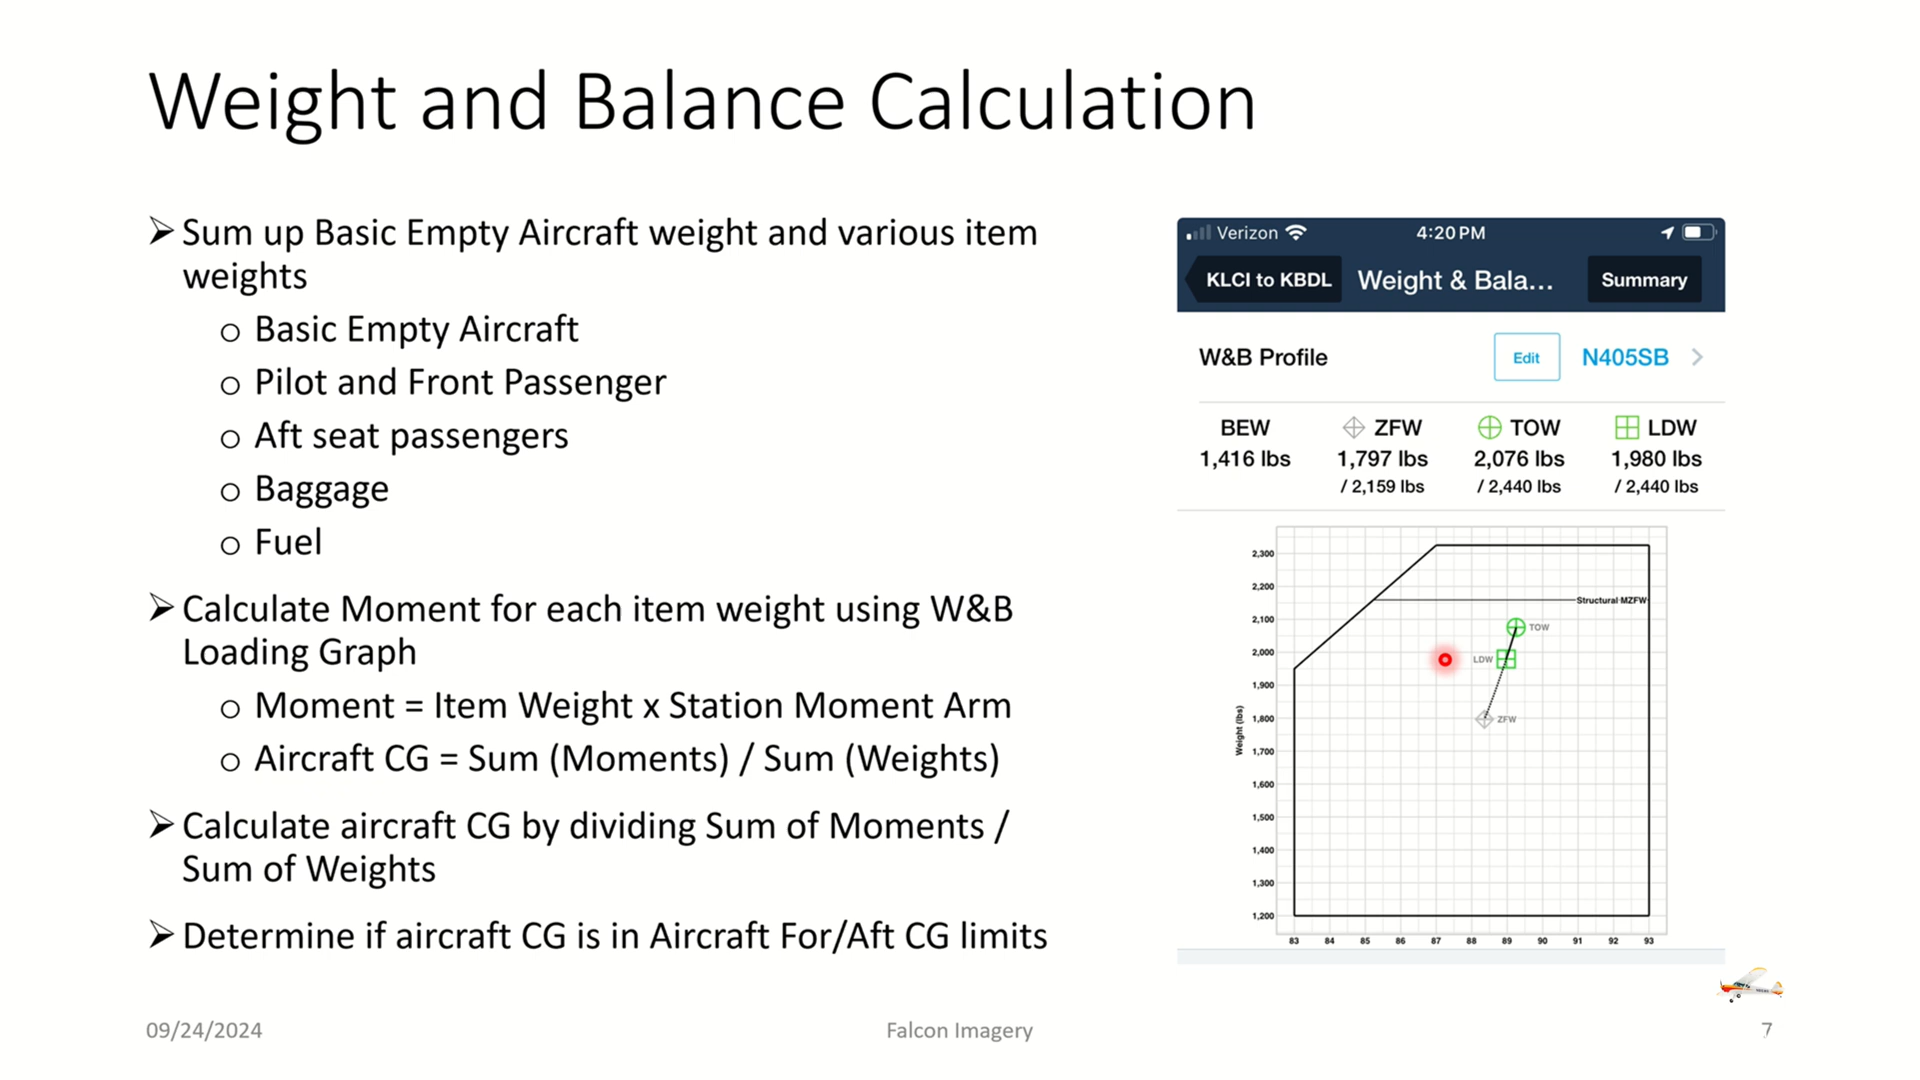 Weight and Balance Calculation
Sum up Basic Empty Aircraft weight and various item
weights
Basic Empty Aircraft
Pilot and Front Passenger
Aft seat passengers
Baggage
Fuel
Calculate Moment for each item weight using W&B
Loading Graph
Moment = Item Weight x Station Moment Arm
Aircraft CG = Sum (Moments) / Sum (Weights)
Calculate aircraft CG by dividing Sum of Moments /
Sum of Weights
Determine if aircraft CG is in Aircraft For/Aft CG limits
Verizon 4:20 PM
KLCI to KBDL Weight & Bala... Summary
W&B Profile Edit N405SB
BEW ZFW TOW LDW
1,416 lbs 1,797 lbs 2,076 lbs 1,980 lbs
/ 2,159 lbs / 2,440 lbs / 2,440 lbs
2,300
2,200
Structural MZFW
2,100
TOW
2,000
LDW
1,900
Weight (lbs)
1,800
ZFW
1,700
1,600
1,500
1,400
1,300
1,200
83 84 85 86 87 88 89 90 91 92 93
09/24/2024 Falcon Imagery 7